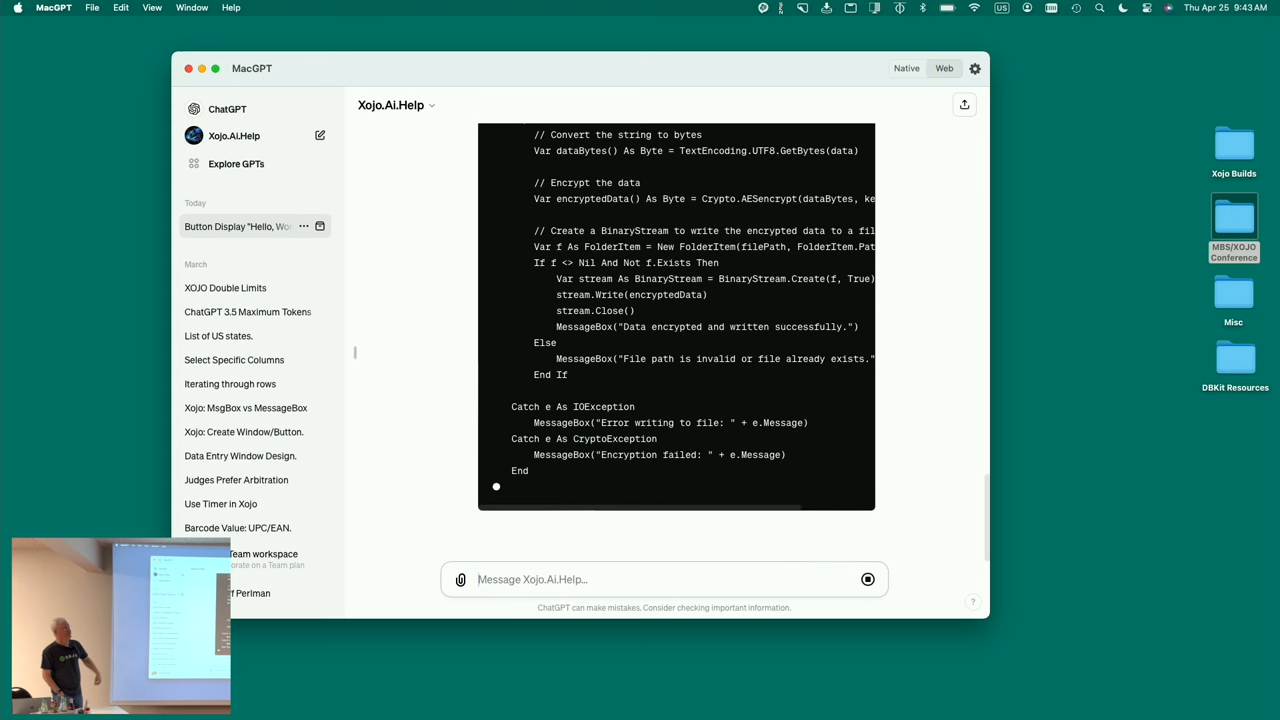 MacGPT File Edit View Window Help
US
Thu Apr 25 9:43 AM
MacGPT
Native Web
ChatGPT
Xojo.Ai.Help
Explore GPTs
Today
Button Display "Hello, Wo
March
XOJO Double Limits
ChatGPT 3.5 Maximum Tokens
List of US states.
Select Specific Columns
Iterating through rows
Xojo: MsgBox vs MessageBox
Xojo: Create Window/Button.
Data Entry Window Design.
Judges Prefer Arbitration
Use Timer in Xojo
Barcode Value: UPC/EAN.
Team workspace
orate on a Team plan
f Perlman
Xojo.Ai.Help
// Convert the string to bytes
Var dataBytes() As Byte = TextEncoding.UTF8.GetBytes(data)
// Encrypt the data
Var encryptedData() As Byte = Crypto.AESencrypt(dataBytes, ke
// Create a BinaryStream to write the encrypted data to a fil
Var f As FolderItem = New FolderItem(filePath, FolderItem.Pat
If f <> Nil And Not f.Exists Then
Var stream As BinaryStream = BinaryStream.Create(f, True)
stream.Write(encryptedData)
stream.Close()
MessageBox("Data encrypted and written successfully.")
Else
MessageBox("File path is invalid or file already exists."
End If
Catch e As IOException
MessageBox("Error writing to file: " + e.Message)
Catch e As CryptoException
MessageBox("Encryption failed: " + e.Message)
End
Message Xojo.Ai.Help...
ChatGPT can make mistakes. Consider checking important information.
?
Xojo Builds
MBS/XOJO
Conference
Misc
DBKit Resources